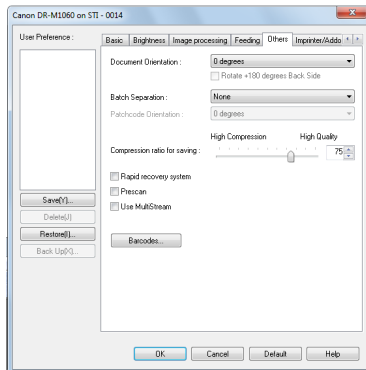 Canon DR-M1060 on STI - 0014
User Preference :
Save(Y)...
Delete(J)
Restore(I)...
Back Up(X)...
Basic Brightness Image processing Feeding Others Imprinter/Addo
Document Orientation : 0 degrees
Rotate +180 degrees Back Side
Batch Separation : None
Patchcode Orientation : 0 degrees
High Compression High Quality
Compression ratio for saving : 75
Rapid recovery system
Prescan
Use MultiStream
Barcodes...
OK Cancel Default Help